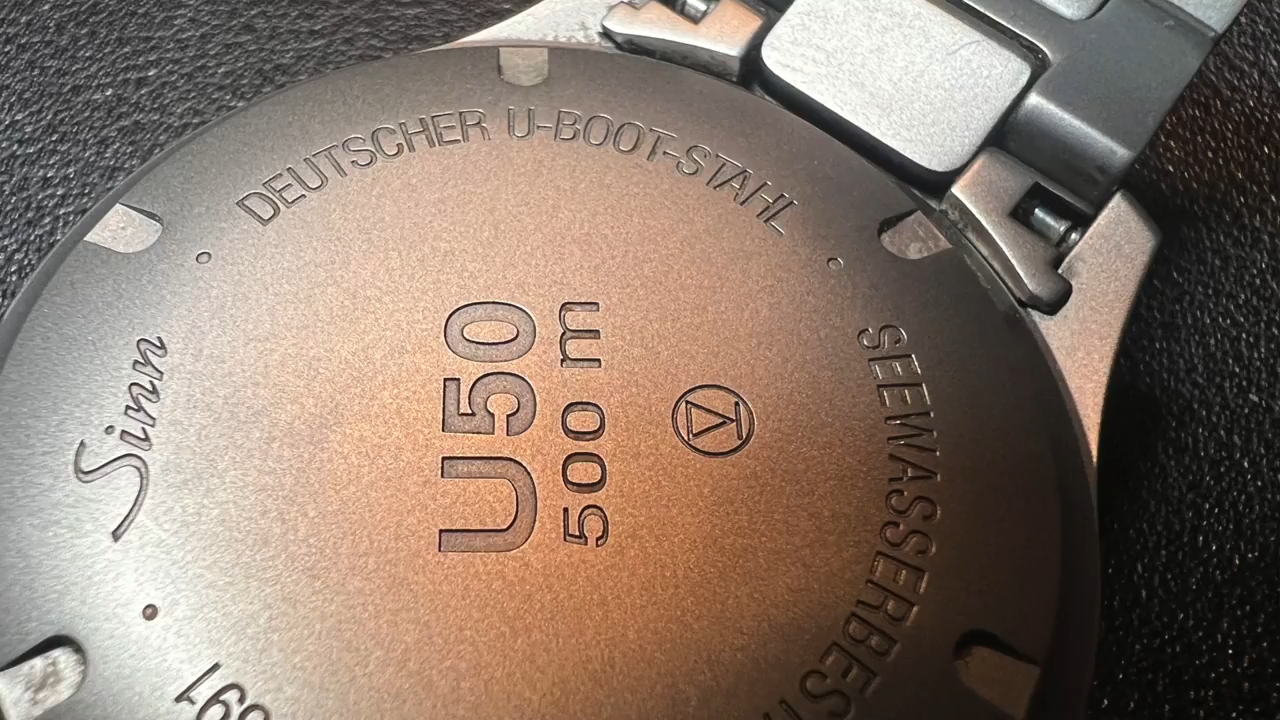 DEUTSCHER U-BOOT-STAHL
SEEWASSERBEST
Sinn
U50
500 m